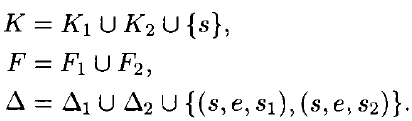 K = K₁ ∪ K₂ ∪ {s},
F = F₁ ∪ F₂,
Δ = Δ₁ ∪ Δ₂ ∪ {(s, e, s₁), (s, e, s₂)}.